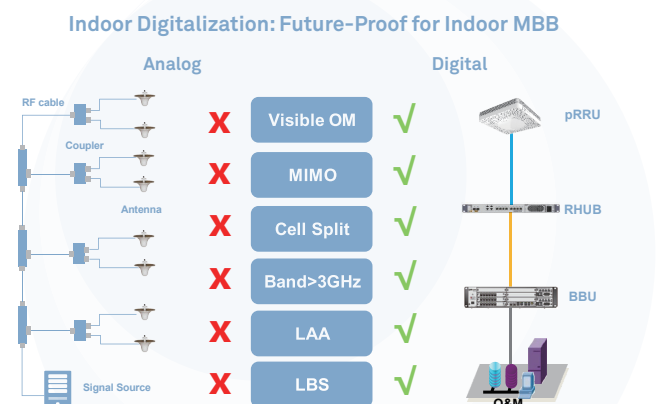 Indoor Digitalization: Future-Proof for Indoor MBB
Analog
Digital
RF cable
Coupler
Antenna
Signal Source
X Visible OM √
X MIMO √
X Cell Split √
X Band>3GHz √
X LAA √
X LBS √
pRRU
RHUB
BBU
O&M